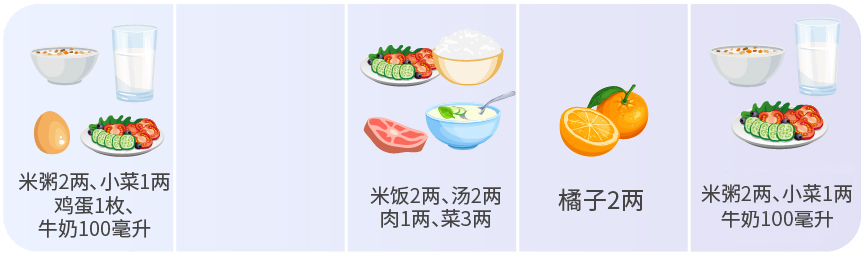 米粥2两、小菜1两
鸡蛋1枚、
牛奶100毫升
米饭2两、汤2两
肉1两、菜3两
橘子2两
米粥2两、小菜1两
牛奶100毫升